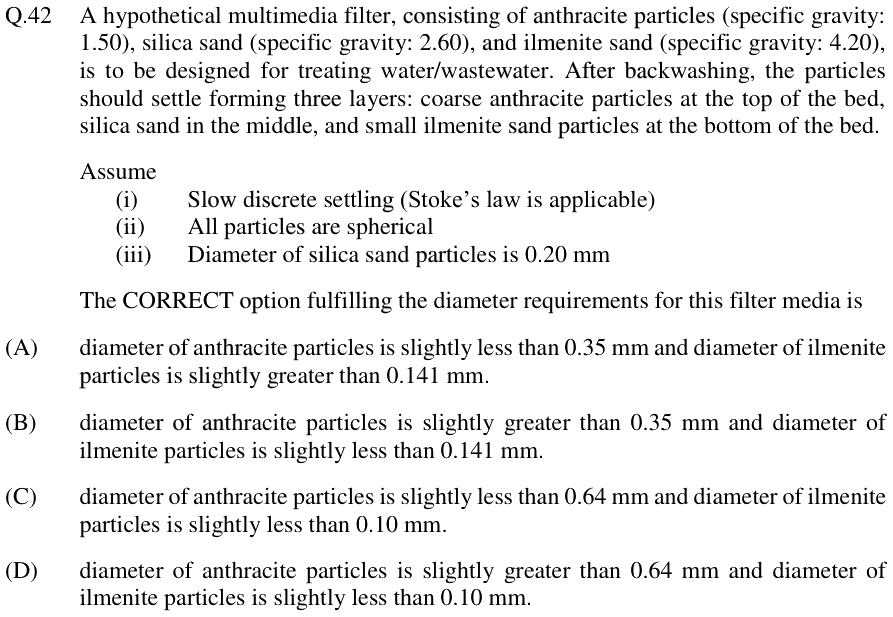 Q.42 A hypothetical multimedia filter, consisting of anthracite particles (specific gravity:
1.50), silica sand (specific gravity: 2.60), and ilmenite sand (specific gravity: 4.20),
is to be designed for treating water/wastewater. After backwashing, the particles
should settle forming three layers: coarse anthracite particles at the top of the bed,
silica sand in the middle, and small ilmenite sand particles at the bottom of the bed.
Assume
(i) Slow discrete settling (Stoke's law is applicable)
(ii) All particles are spherical
(iii) Diameter of silica sand particles is 0.20 mm
The CORRECT option fulfilling the diameter requirements for this filter media is
(A) diameter of anthracite particles is slightly less than 0.35 mm and diameter of ilmenite
particles is slightly greater than 0.141 mm.
(B) diameter of anthracite particles is slightly greater than 0.35 mm and diameter of
ilmenite particles is slightly less than 0.141 mm.
(C) diameter of anthracite particles is slightly less than 0.64 mm and diameter of ilmenite
particles is slightly less than 0.10 mm.
(D) diameter of anthracite particles is slightly greater than 0.64 mm and diameter of
ilmenite particles is slightly less than 0.10 mm.